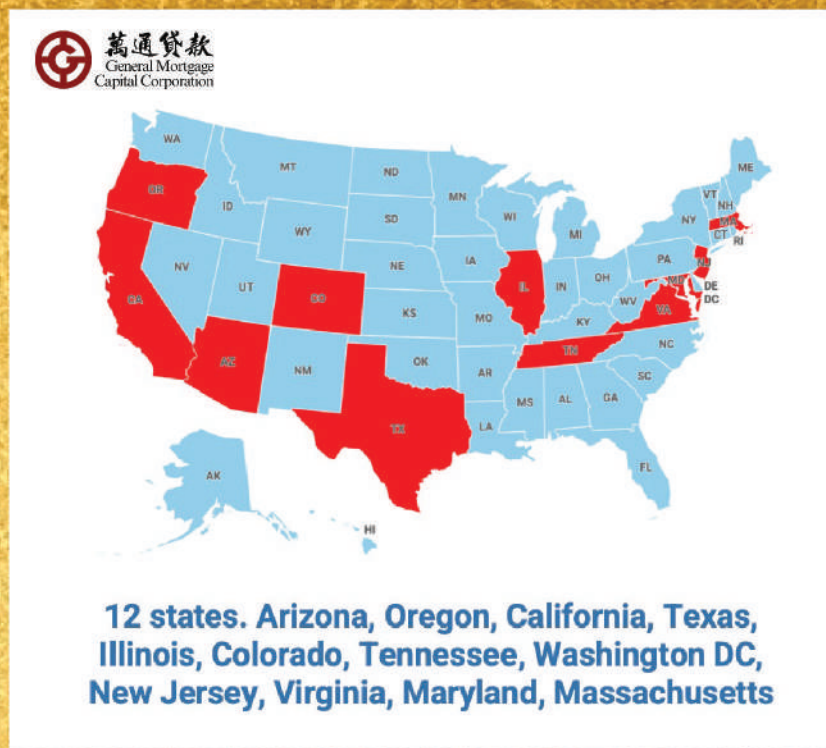 萬通貸款
General Mortgage
Capital Corporation
WA
OR
MT
ND
MN
ID
WY
SD
WI
MI
ME
VT
NH
NY
MA
CT
RI
NV
UT
CA
CO
NE
IA
IL
IN
OH
PA
NJ
MD
DE
DC
WV
VA
KS
MO
KY
AZ
NM
OK
AR
TN
NC
SC
TX
LA
MS
AL
GA
FL
AK
HI
12 states. Arizona, Oregon, California, Texas,
Illinois, Colorado, Tennessee, Washington DC,
New Jersey, Virginia, Maryland, Massachusetts